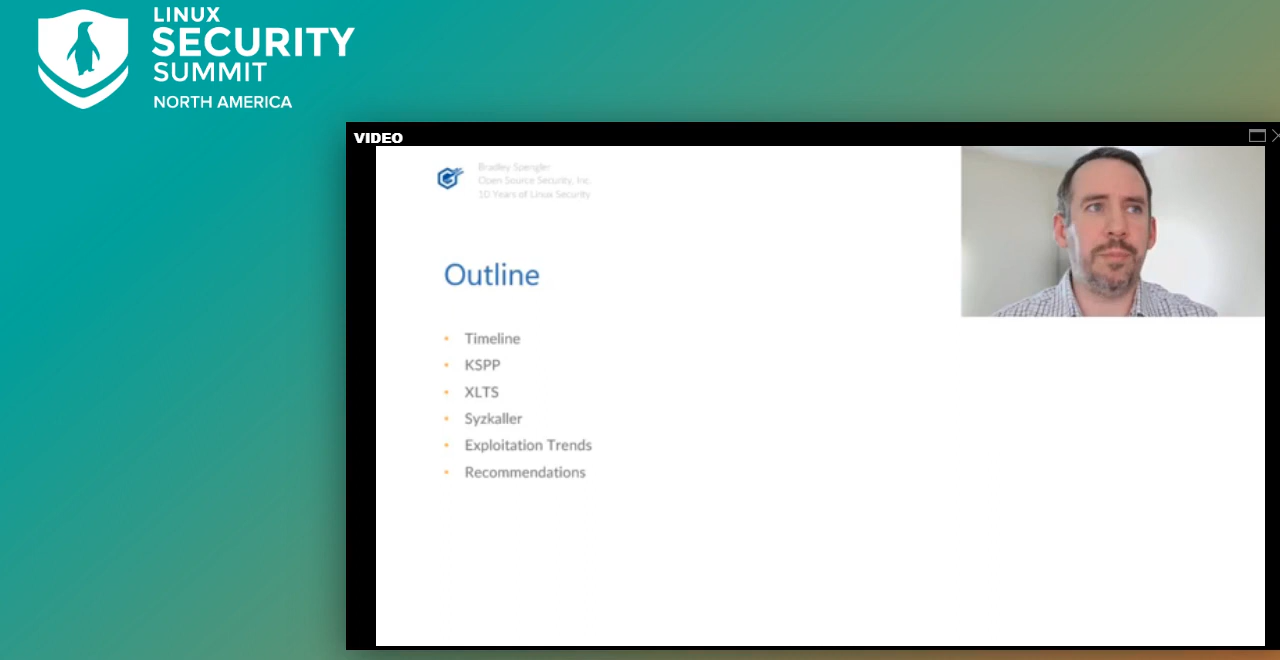 LINUX
SECURITY
SUMMIT
NORTH AMERICA
VIDEO
Bradley Spengler
Open Source Security, Inc.
10 Years of Linux Security
Outline
• Timeline
• KSPP
• XLTS
• Syzkaller
• Exploitation Trends
• Recommendations